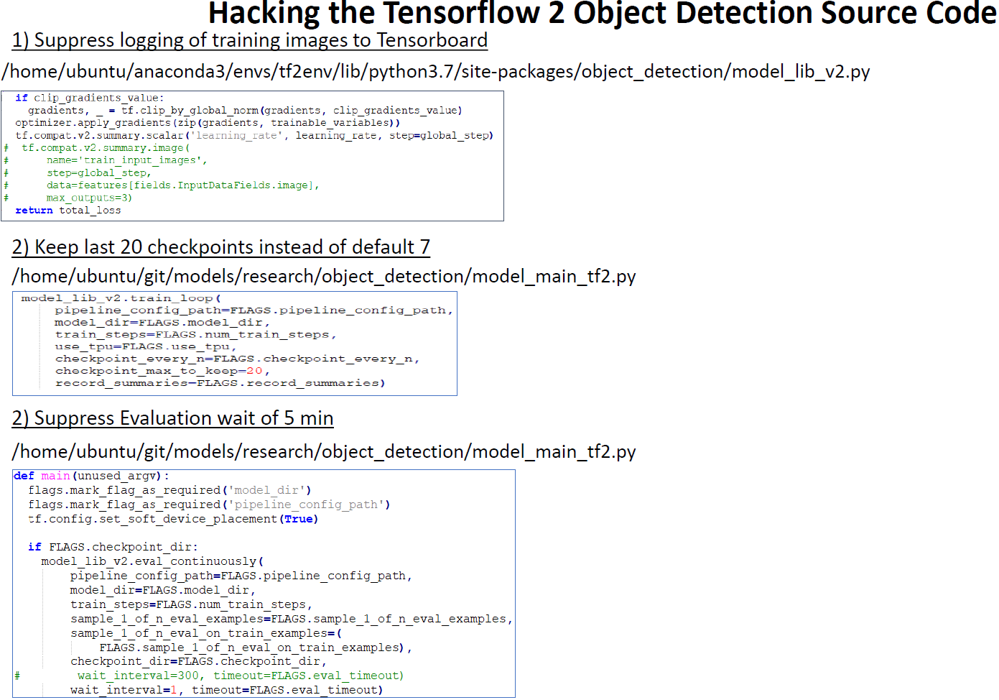 Hacking the Tensorflow 2 Object Detection Source Code
1) Suppress logging of training images to Tensorboard
/home/ubuntu/anaconda3/envs/tf2env/lib/python3.7/site-packages/object_detection/model_lib_v2.py
if clip_gradients_value:
gradients, _ = tf.clip_by_global_norm(gradients, clip_gradients_value)
optimizer.apply_gradients(zip(gradients, trainable_variables))
tf.compat.v2.summary.scalar('learning_rate', learning_rate, step=global_step)
# tf.compat.v2.summary.image(
# name='train_input_images',
# step=global_step,
# data=features[fields.InputDataFields.image],
# max_outputs=3)
return total_loss
2) Keep last 20 checkpoints instead of default 7
/home/ubuntu/git/models/research/object_detection/model_main_tf2.py
model_lib_v2.train_loop(
pipeline_config_path=FLAGS.pipeline_config_path,
model_dir=FLAGS.model_dir,
train_steps=FLAGS.num_train_steps,
use_tpu=FLAGS.use_tpu,
checkpoint_every_n=FLAGS.checkpoint_every_n,
checkpoint_max_to_keep=20,
record_summaries=FLAGS.record_summaries)
2) Suppress Evaluation wait of 5 min
/home/ubuntu/git/models/research/object_detection/model_main_tf2.py
def main(unused_argv):
flags.mark_flag_as_required('model_dir')
flags.mark_flag_as_required('pipeline_config_path')
tf.config.set_soft_device_placement(True)
if FLAGS.checkpoint_dir:
model_lib_v2.eval_continuously(
pipeline_config_path=FLAGS.pipeline_config_path,
model_dir=FLAGS.model_dir,
train_steps=FLAGS.num_train_steps,
sample_1_of_n_eval_examples=FLAGS.sample_1_of_n_eval_examples,
sample_1_of_n_eval_on_train_examples=(
FLAGS.sample_1_of_n_eval_on_train_examples),
checkpoint_dir=FLAGS.checkpoint_dir,
# wait_interval=300, timeout=FLAGS.eval_timeout)
wait_interval=1, timeout=FLAGS.eval_timeout)